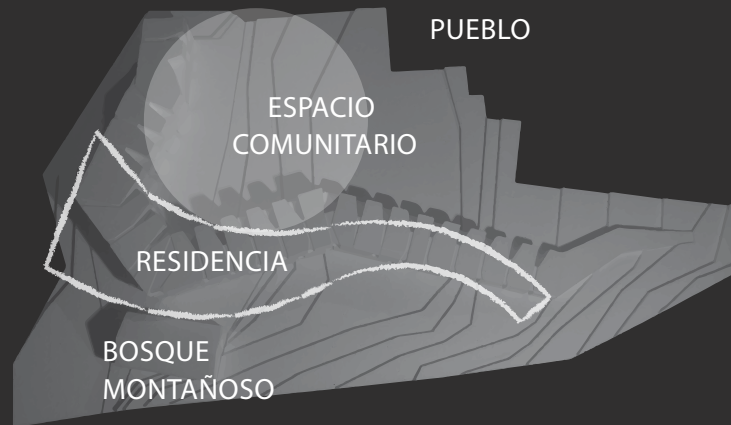 PUEBLO
ESPACIO
COMUNITARIO
RESIDENCIA
BOSQUE
MONTAÑOSO